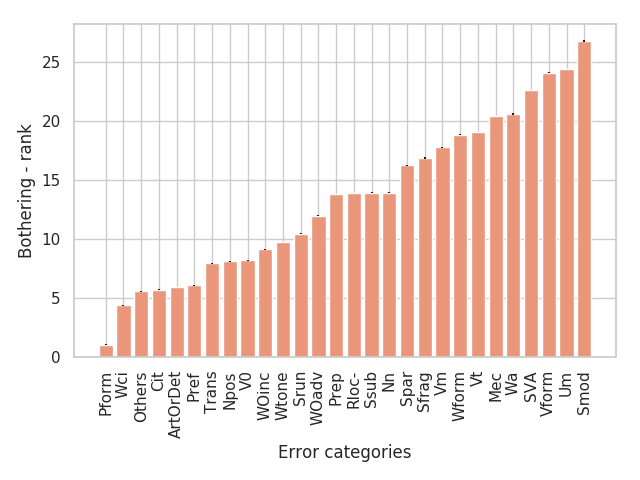 Bothering - rank
25
20
15
10
5
0
Pform
Wci
Others
Cit
ArtOrDet
Pref
Trans
Npos
V0
WOinc
Wtone
Srun
WOadv
Prep
Rloc-
Ssub
Nn
Spar
Sfrag
Vm
Wform
Vt
Mec
Wa
SVA
Vform
Um
Smod
Error categories